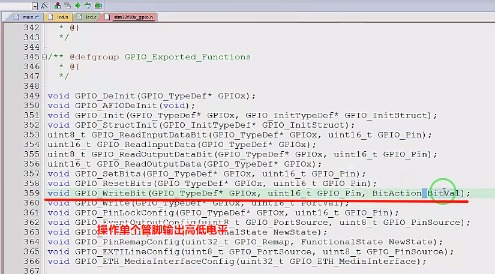 main.c led.h led.c stm32f10x_gpio.h
342 * @{
343 */
344
345 /** @defgroup GPIO_Exported_Functions
346 * @{
347 */
348
349 void GPIO_DeInit(GPIO_TypeDef* GPIOx);
350 void GPIO_AFIODeInit(void);
351 void GPIO_Init(GPIO_TypeDef* GPIOx, GPIO_InitTypeDef* GPIO_InitStruct);
352 void GPIO_StructInit(GPIO_InitTypeDef* GPIO_InitStruct);
353 uint8_t GPIO_ReadInputDataBit(GPIO_TypeDef* GPIOx, uint16_t GPIO_Pin);
354 uint16_t GPIO_ReadInputData(GPIO_TypeDef* GPIOx);
355 uint8_t GPIO_ReadOutputDataBit(GPIO_TypeDef* GPIOx, uint16_t GPIO_Pin);
356 uint16_t GPIO_ReadOutputData(GPIO_TypeDef* GPIOx);
357 void GPIO_SetBits(GPIO_TypeDef* GPIOx, uint16_t GPIO_Pin);
358 void GPIO_ResetBits(GPIO_TypeDef* GPIOx, uint16_t GPIO_Pin);
359 void GPIO_WriteBit(GPIO_TypeDef* GPIOx, uint16_t GPIO_Pin, BitAction BitVal);
360 void GPIO_Write(GPIO_TypeDef* GPIOx, uint16_t PortVal);
361 void GPIO_PinLockConfig(GPIO_TypeDef* GPIOx, uint16_t GPIO_Pin);
362 void GPIO_EventOutputConfig(uint8_t GPIO_PortSource, uint8_t GPIO_PinSource);
操作单个管脚输出高低电平
363 NewState);
364 void GPIO_PinRemapConfig(uint32_t GPIO_Remap, FunctionalState NewState);
365 void GPIO_EXTILineConfig(uint8_t GPIO_PortSource, uint8_t GPIO_PinSource);
366 void GPIO_ETH_MediaInterfaceConfig(uint32_t GPIO_ETH_MediaInterface);